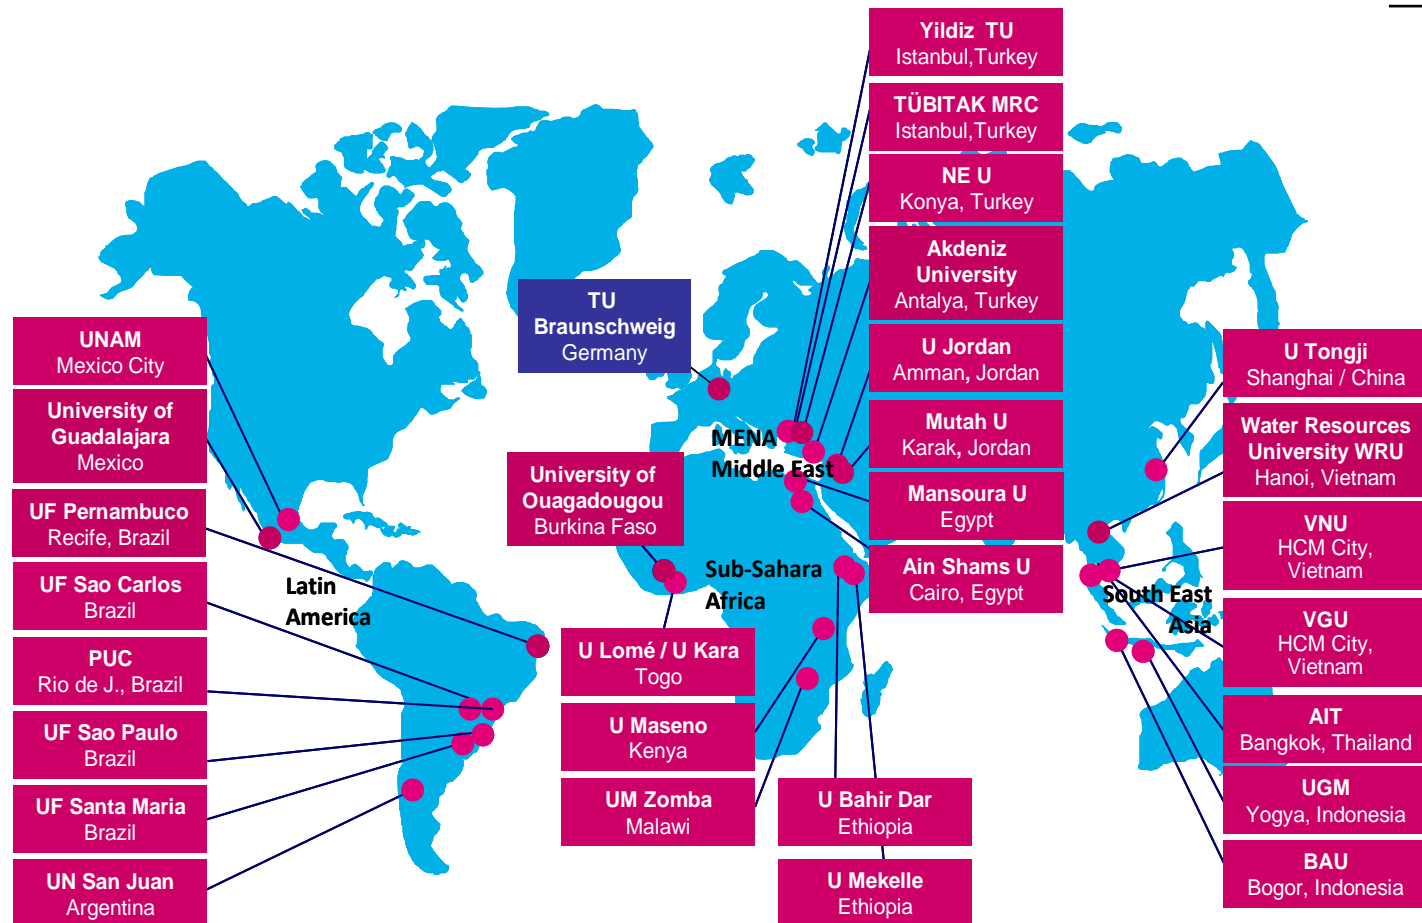 Yildiz TU
Istanbul,Turkey
TÜBITAK MRC
Istanbul,Turkey
NE U
Konya, Turkey
Akdeniz
University
Antalya, Turkey
U Jordan
Amman, Jordan
Mutah U
Karak, Jordan
Mansoura U
Egypt
Ain Shams U
Cairo, Egypt
TU
Braunschweig
Germany
UNAM
Mexico City
University of
Guadalajara
Mexico
UF Pernambuco
Recife, Brazil
UF Sao Carlos
Brazil
PUC
Rio de J., Brazil
UF Sao Paulo
Brazil
UF Santa Maria
Brazil
UN San Juan
Argentina
Latin
America
MENA
Middle East
University of
Ouagadougou
Burkina Faso
Sub-Sahara
Africa
U Lomé / U Kara
Togo
U Maseno
Kenya
UM Zomba
Malawi
U Bahir Dar
Ethiopia
U Mekelle
Ethiopia
South East
Asia
U Tongji
Shanghai / China
Water Resources
University WRU
Hanoi, Vietnam
VNU
HCM City,
Vietnam
VGU
HCM City,
Vietnam
AIT
Bangkok, Thailand
UGM
Yogya, Indonesia
BAU
Bogor, Indonesia